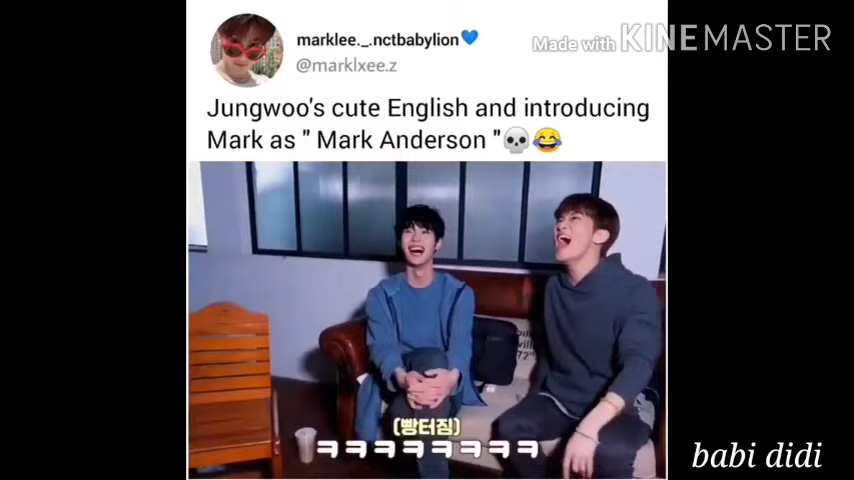 marklee._.nctbabylion💙
@marklxee.z
Made with KINEMASTER
Jungwoo's cute English and introducing
Mark as " Mark Anderson "💀😂
(빵터짐)
ㅋㅋㅋㅋㅋㅋㅋㅋ
babi didi